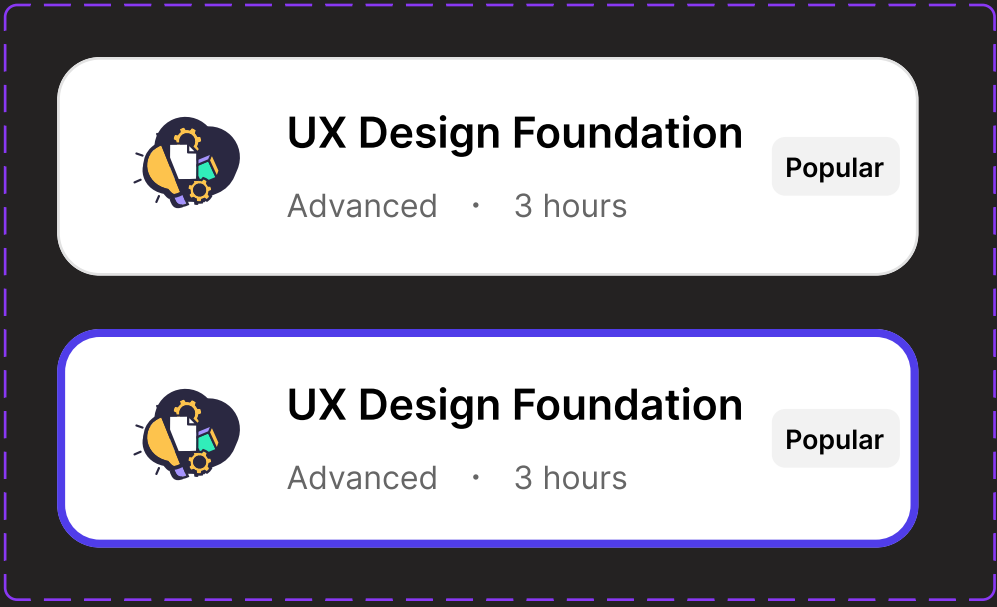 UX Design Foundation
Popular
Advanced • 3 hours
UX Design Foundation
Popular
Advanced • 3 hours